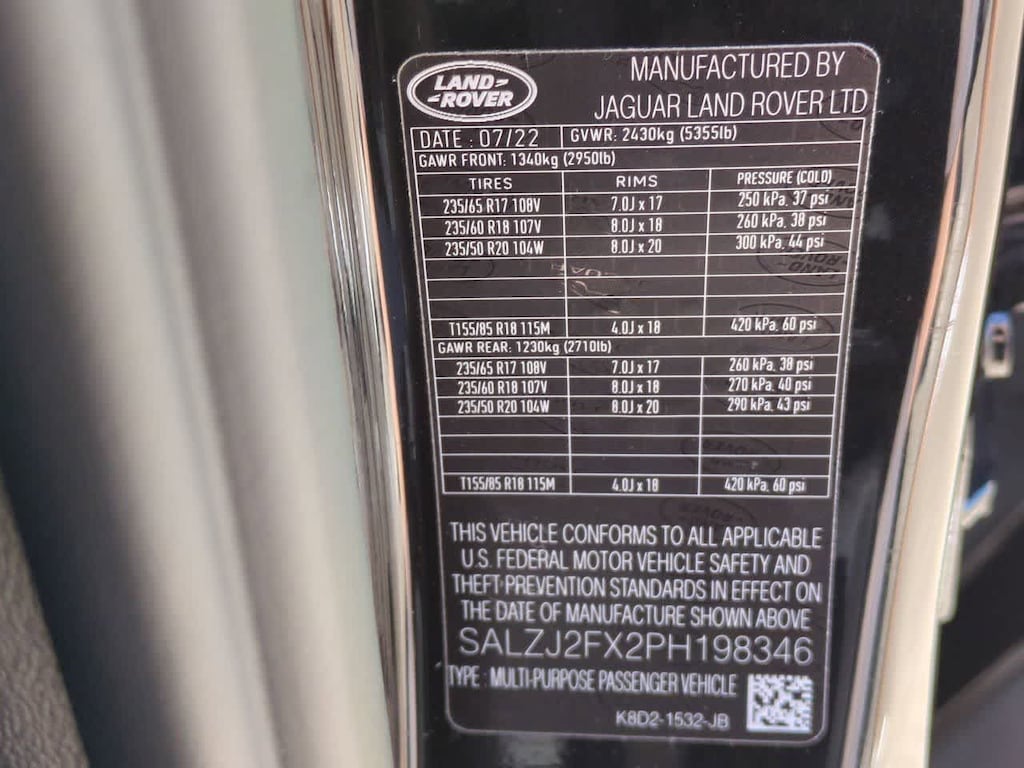 LAND ROVER
MANUFACTURED BY
JAGUAR LAND ROVER LTD
DATE : 07/22 GVWR: 2430kg (5355lb)
GAWR FRONT: 1340kg (2950lb)
TIRES RIMS PRESSURE (COLD)
235/65 R17 108V 7.0J x 17 250 kPa, 37 psi
235/60 R18 107V 8.0J x 18 260 kPa, 38 psi
235/50 R20 104W 8.0J x 20 300 kPa, 44 psi
T155/85 R18 115M 4.0J x 18 420 kPa, 60 psi
GAWR REAR: 1230kg (2710lb)
235/65 R17 108V 7.0J x 17 260 kPa, 38 psi
235/60 R18 107V 8.0J x 18 270 kPa, 40 psi
235/50 R20 104W 8.0J x 20 290 kPa, 43 psi
T155/85 R18 115M 4.0J x 18 420 kPa, 60 psi
THIS VEHICLE CONFORMS TO ALL APPLICABLE
U.S. FEDERAL MOTOR VEHICLE SAFETY AND
THEFT PREVENTION STANDARDS IN EFFECT ON
THE DATE OF MANUFACTURE SHOWN ABOVE
SALZJ2FX2PH198346
TYPE : MULTI-PURPOSE PASSENGER VEHICLE
K8D2-1532-JB